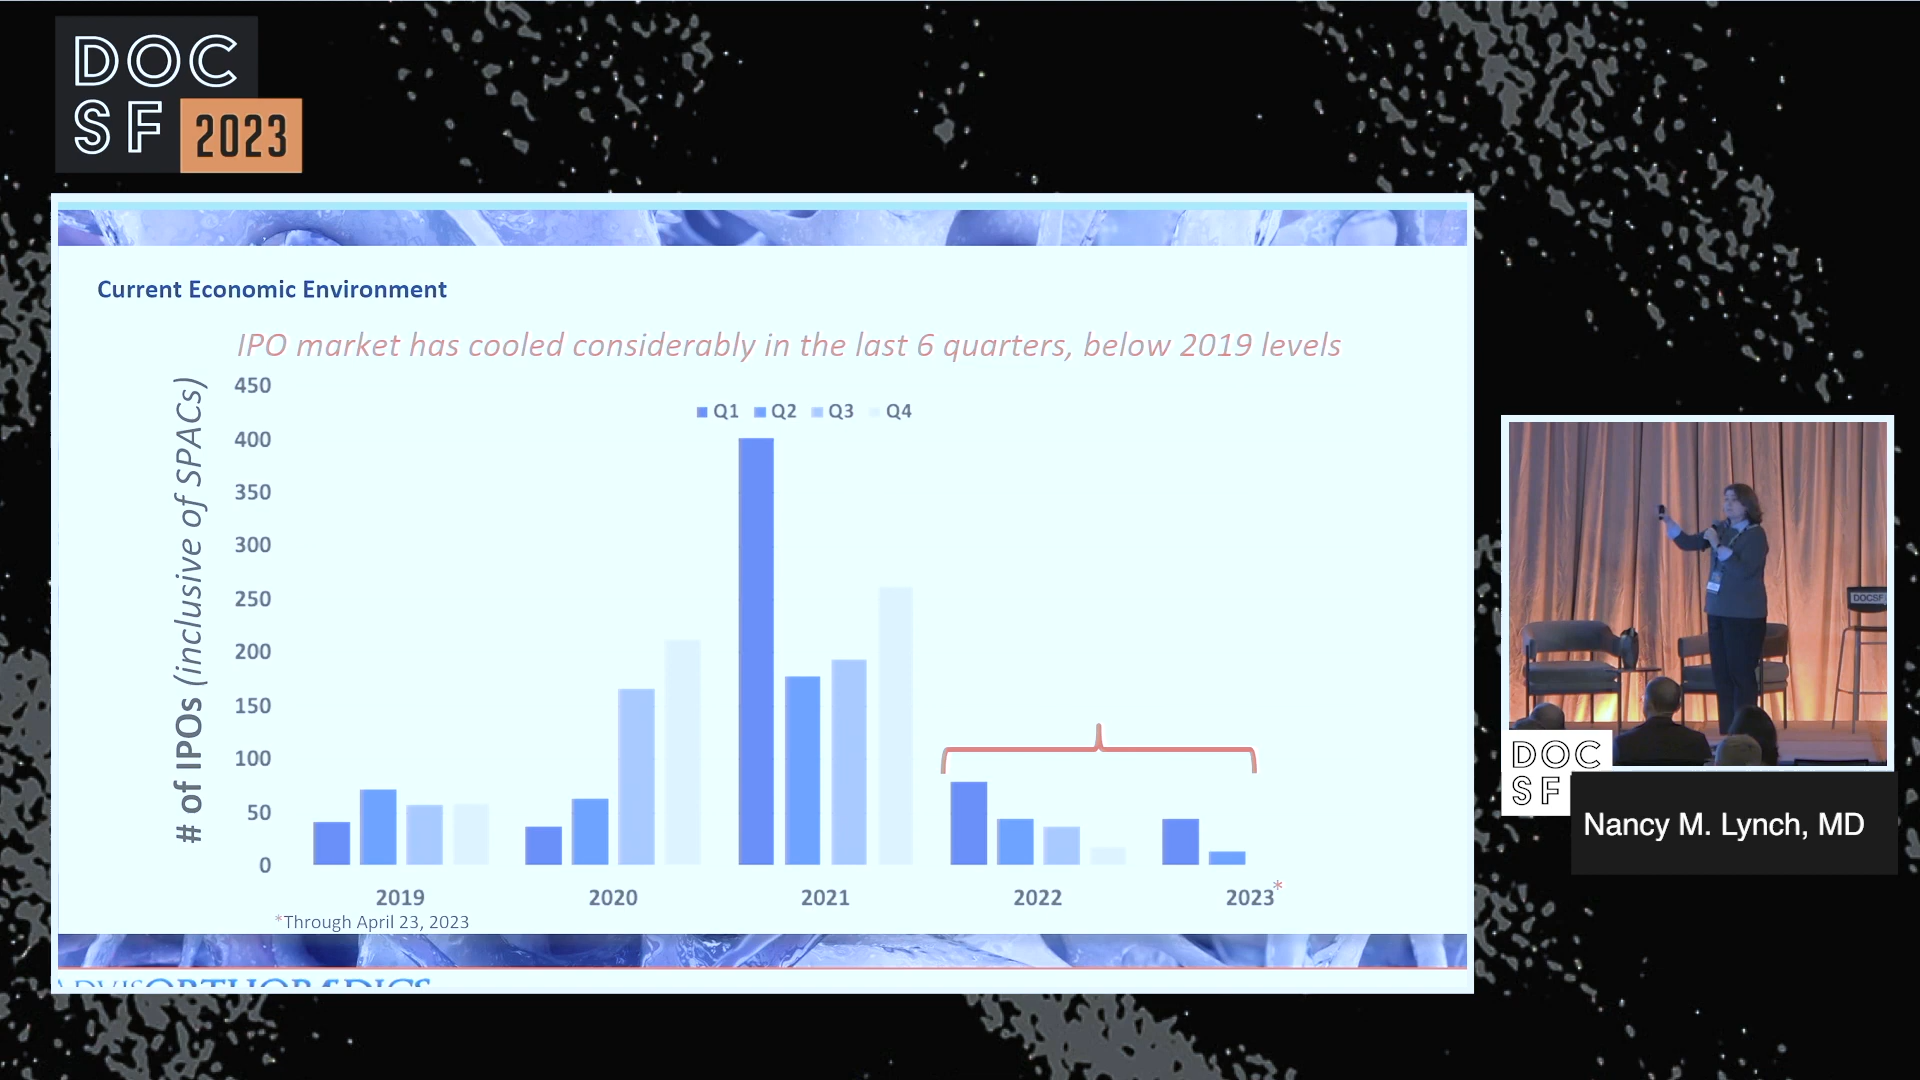 DOC
SF 2023
Current Economic Environment
IPO market has cooled considerably in the last 6 quarters, below 2019 levels
# of IPOs (inclusive of SPACs)
450
400
350
300
250
200
150
100
50
0
Q1 Q2 Q3 Q4
2019 2020 2021 2022 2023*
*Through April 23, 2023
ADVISORTHOPÆDICS
DOCSF
DOC
SF
Nancy M. Lynch, MD